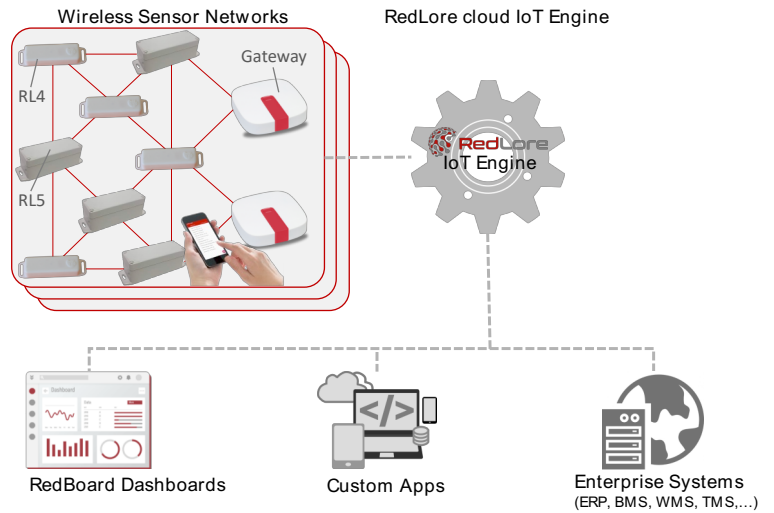 Wireless Sensor Networks
RedLore cloud IoT Engine
Gateway
RL4
RL5
RedLore
IoT Engine
Dashboard
</>
RedBoard Dashboards
Custom Apps
Enterprise Systems
(ERP, BMS, WMS, TMS,...)